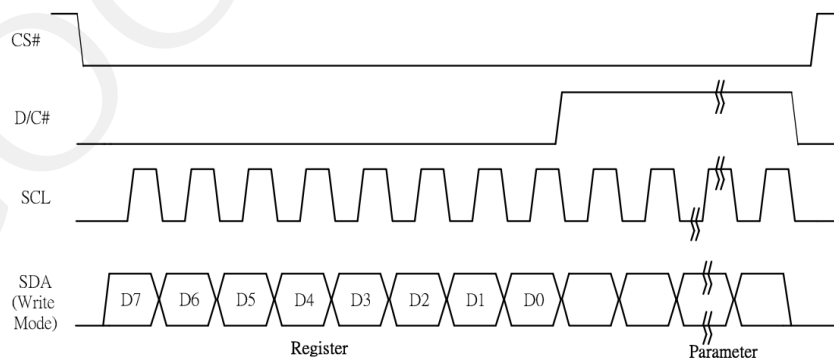 CS#
D/C#
SCL
SDA
(Write
Mode)
D7 D6 D5 D4 D3 D2 D1 D0
Register
Parameter